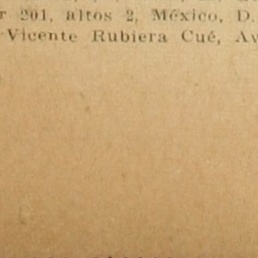 r 201, altos 2, México, D.
-Vicente Rubiera Cué, Av